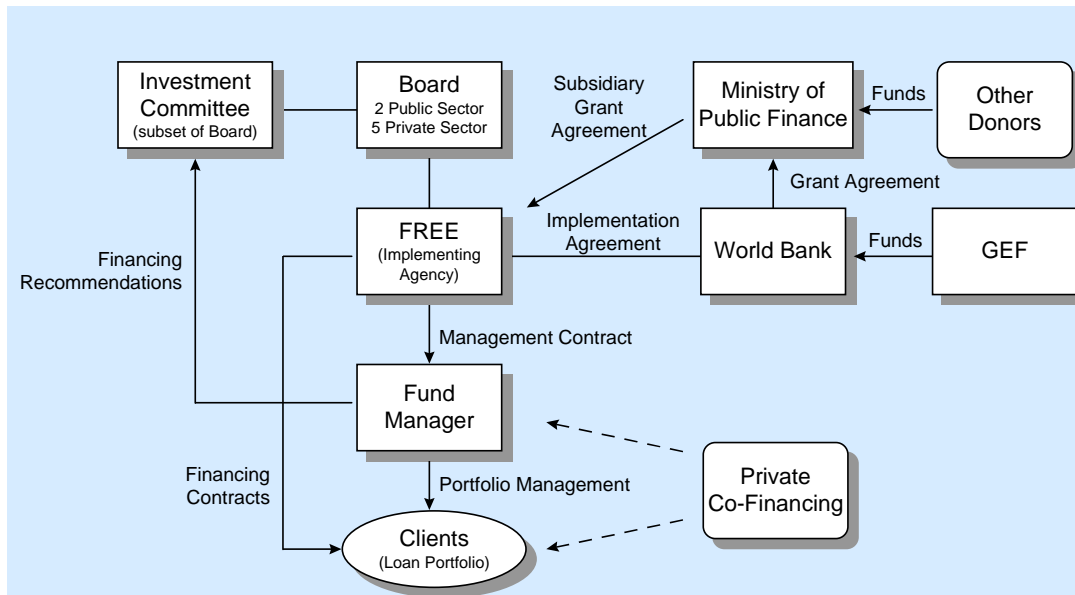 Investment
Committee
(subset of Board)
Board
2 Public Sector
5 Private Sector
Subsidiary
Grant
Agreement
Ministry of
Public Finance
Funds
Other
Donors
Grant Agreement
Financing
Recommendations
FREE
(Implementing
Agency)
Implementation
Agreement
World Bank
Funds
GEF
Management Contract
Fund
Manager
Financing
Contracts
Portfolio Management
Private
Co-Financing
Clients
(Loan Portfolio)